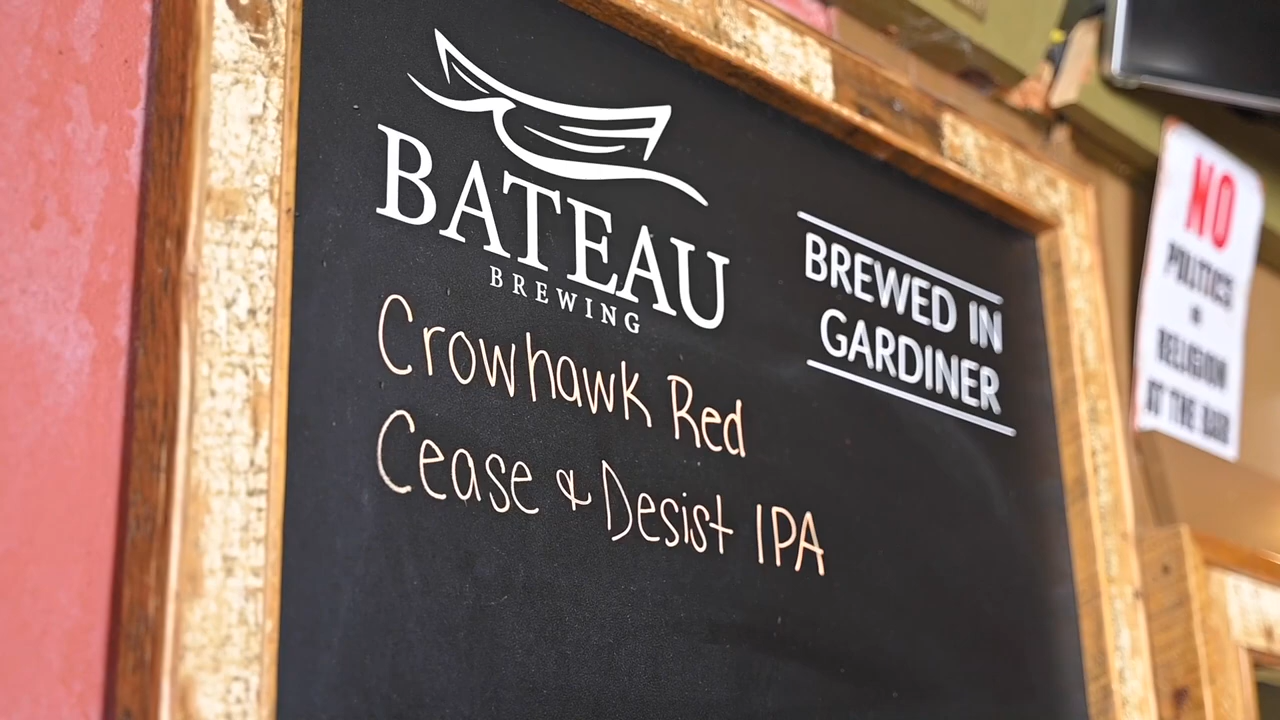 BATEAU
BREWING
BREWED IN
GARDINER
Crowhawk Red
Cease & Desist IPA
NO
POLITICS
RELIGION
AT THE BAR